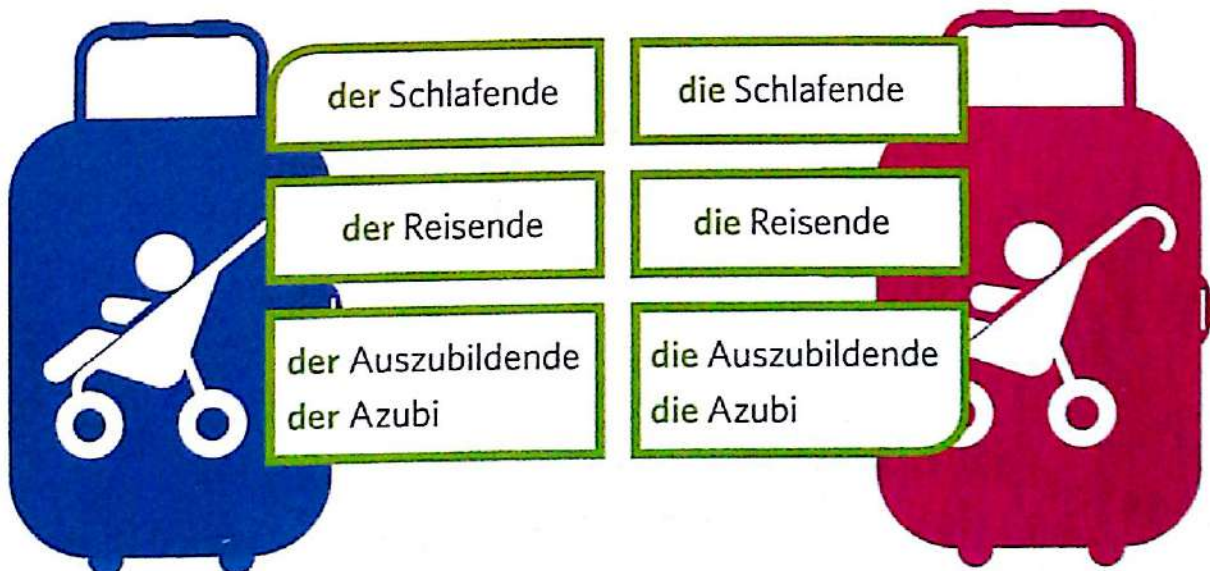 der Schlafende
die Schlafende
der Reisende
die Reisende
der Auszubildende
der Azubi
die Auszubildende
die Azubi